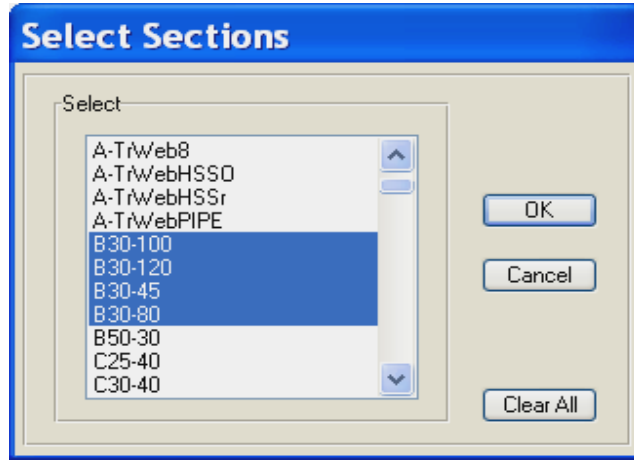 Select Sections
Select
A-TrWeb8
A-TrWebHSSO
A-TrWebHSSr
A-TrWebPIPE
B30-100
B30-120
B30-45
B30-80
B50-30
C25-40
C30-40
OK
Cancel
Clear All